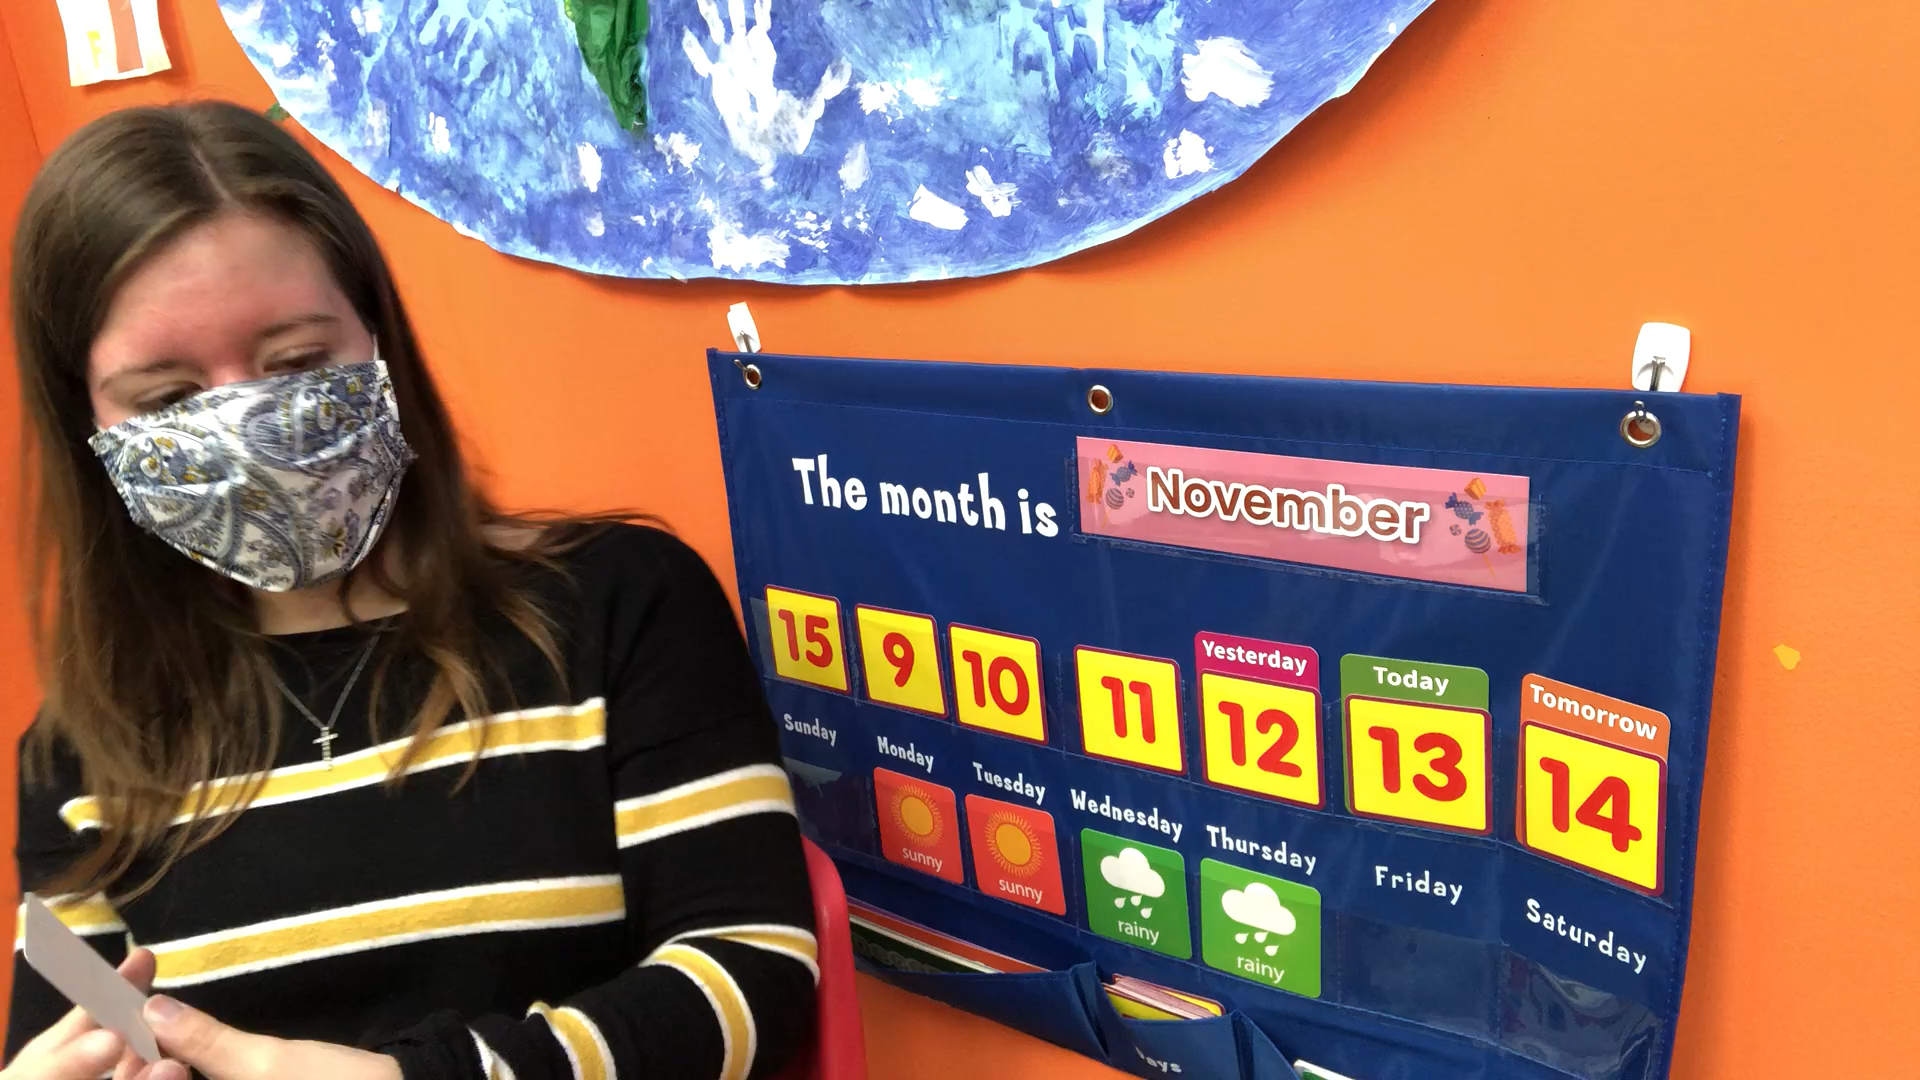 The month is November
15 9 10 11 Yesterday 12 Today 13 Tomorrow 14
Sunday Monday Tuesday Wednesday Thursday Friday Saturday
sunny sunny rainy rainy